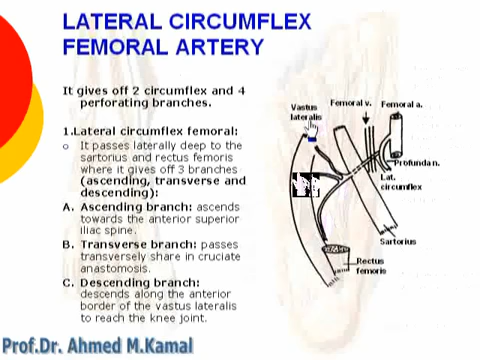 LATERAL CIRCUMFLEX
FEMORAL ARTERY
It gives off 2 circumflex and 4
perforating branches.
1.Lateral circumflex femoral:
o It passes laterally deep to the
sartorius and rectus femoris
where it gives off 3 branches
(ascending, transverse and
descending):
A. Ascending branch: ascends
towards the anterior superior
iliac spine.
B. Transverse branch: passes
transversely share in cruciate
anastomosis.
C. Descending branch:
descends along the anterior
border of the vastus lateralis
to reach the knee joint.
Vastus
lateralis
Femoral v.
Femoral a.
Profunda n.
Lat.
circumflex
Sartorius
Rectus
femoris
Prof.Dr. Ahmed M.Kamal